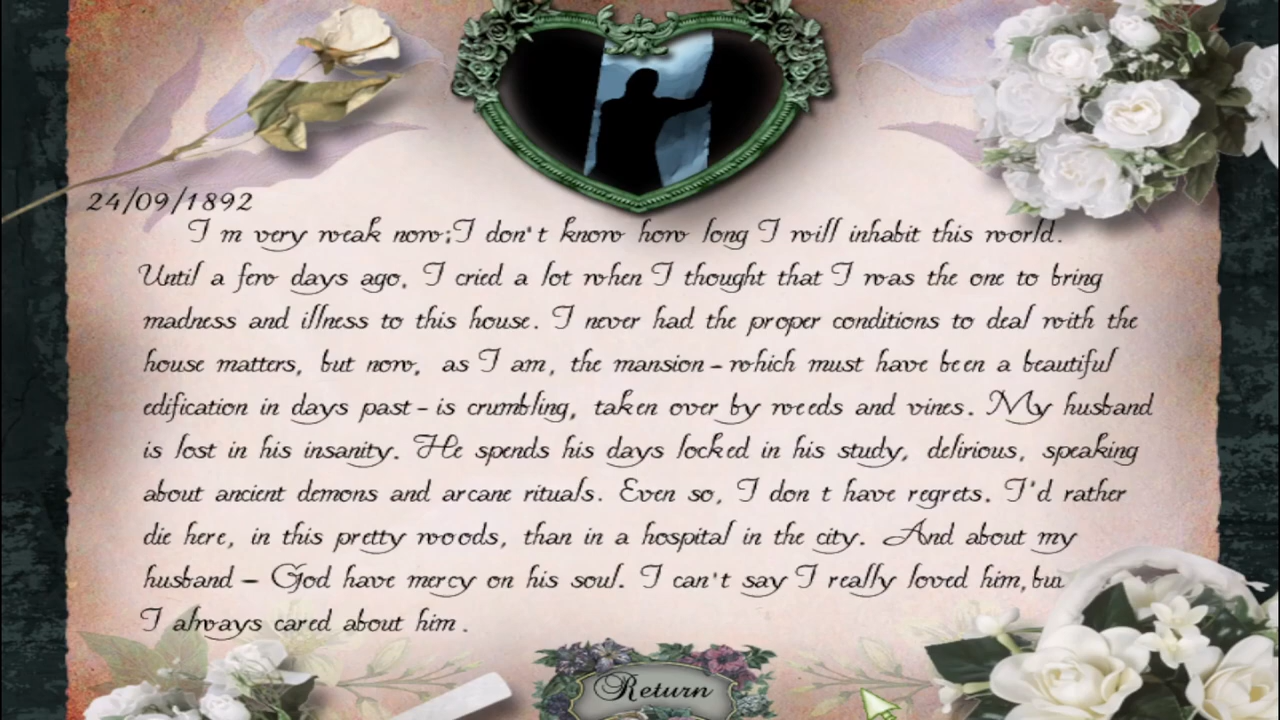 24/09/1892
I m very weak now;I don't know how long I will inhabit this world.
Until a few days ago, I cried a lot when I thought that I was the one to bring
madness and illness to this house. I never had the proper conditions to deal with the
house matters, but now, as I am, the mansion - which must have been a beautiful
edification in days past - is crumbling, taken over by weeds and vines. My husband
is lost in his insanity. He spends his days locked in his study, delirious, speaking
about ancient demons and arcane rituals. Even so, I don t have regrets. I'd rather
die here, in this pretty woods, than in a hospital in the city. And about my
husband - God have mercy on his soul. I can't say I really loved him,but
I always cared about him.
Return